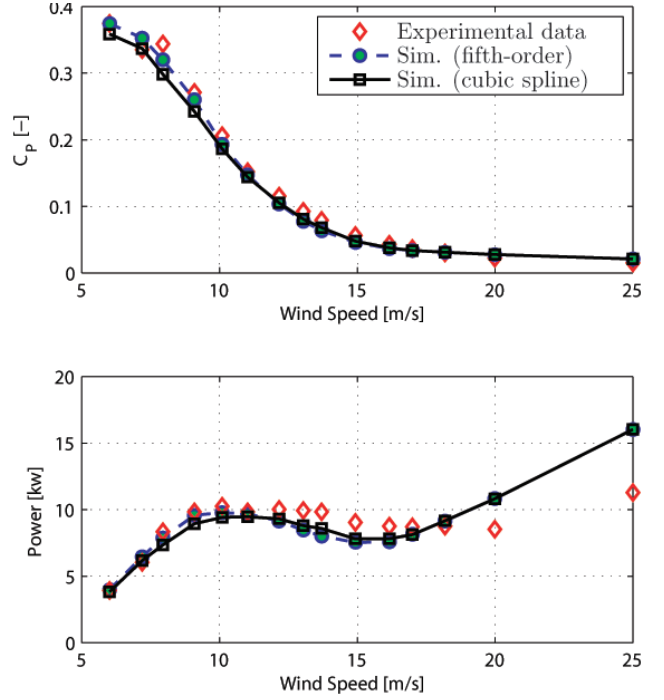 0.4
0.3
0.2
0.1
0
C_P [-]
Experimental data
Sim. (fifth-order)
Sim. (cubic spline)
5 10 15 20 25
Wind Speed [m/s]
20
15
10
5
0
Power [kw]
5 10 15 20 25
Wind Speed [m/s]